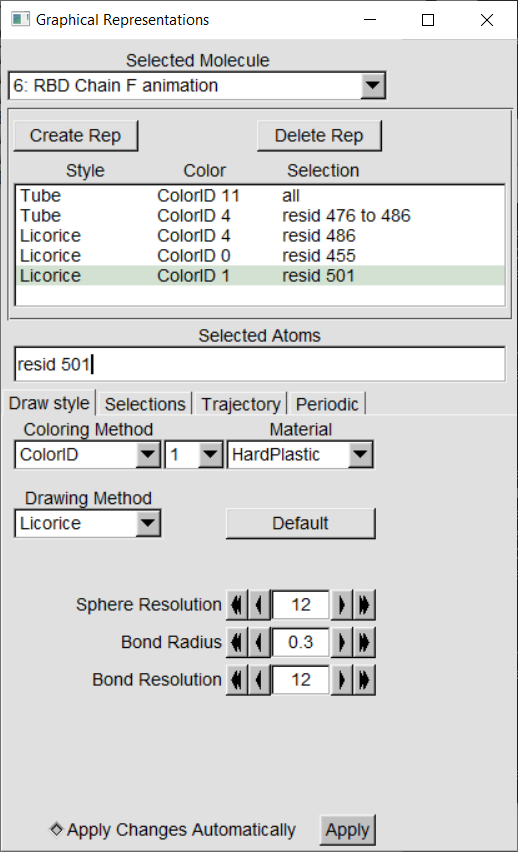 Graphical Representations
Selected Molecule
6: RBD Chain F animation
Create Rep Delete Rep
Style Color Selection
Tube ColorID 11 all
Tube ColorID 4 resid 476 to 486
Licorice ColorID 4 resid 486
Licorice ColorID 0 resid 455
Licorice ColorID 1 resid 501
Selected Atoms
resid 501
Draw style Selections Trajectory Periodic
Coloring Method Material
ColorID 1 HardPlastic
Drawing Method
Licorice Default
Sphere Resolution 12
Bond Radius 0.3
Bond Resolution 12
Apply Changes Automatically Apply